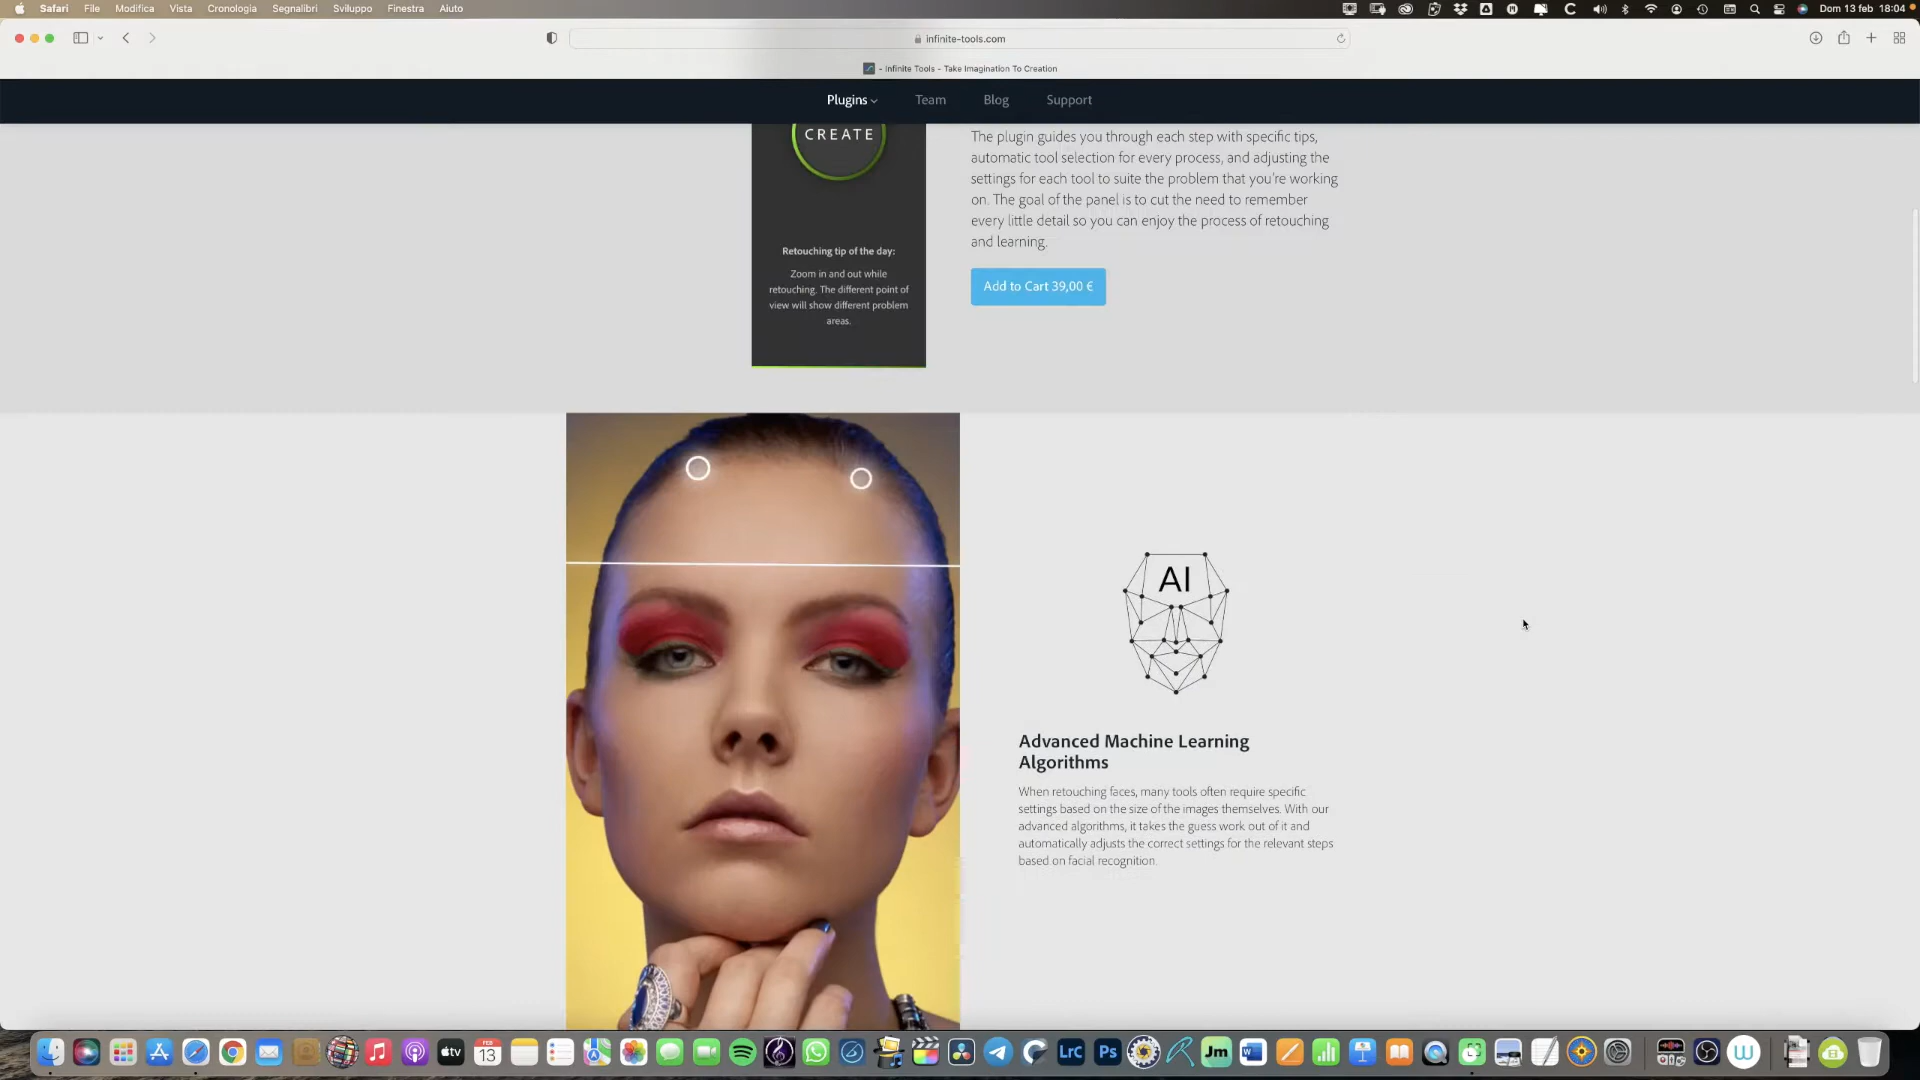 Safari File Modifica Vista Cronologia Segnalibri Sviluppo Finestra Aiuto Dom 13 feb 18:04
infinite-tools.com
- Infinite Tools - Take Imagination To Creation
Plugins Team Blog Support
CREATE
Retouching tip of the day:
Zoom in and out while
retouching. The different point of
view will show different problem
areas.
The plugin guides you through each step with specific tips,
automatic tool selection for every process, and adjusting the
settings for each tool to suite the problem that you're working
on. The goal of the panel is to cut the need to remember
every little detail so you can enjoy the process of retouching
and learning.
Add to Cart 39,00 €
AI
Advanced Machine Learning
Algorithms
When retouching faces, many tools often require specific
settings based on the size of the images themselves. With our
advanced algorithms, it takes the guess work out of it and
automatically adjusts the correct settings for the relevant steps
based on facial recognition.
tv FEB 13 LrC Ps Jm W